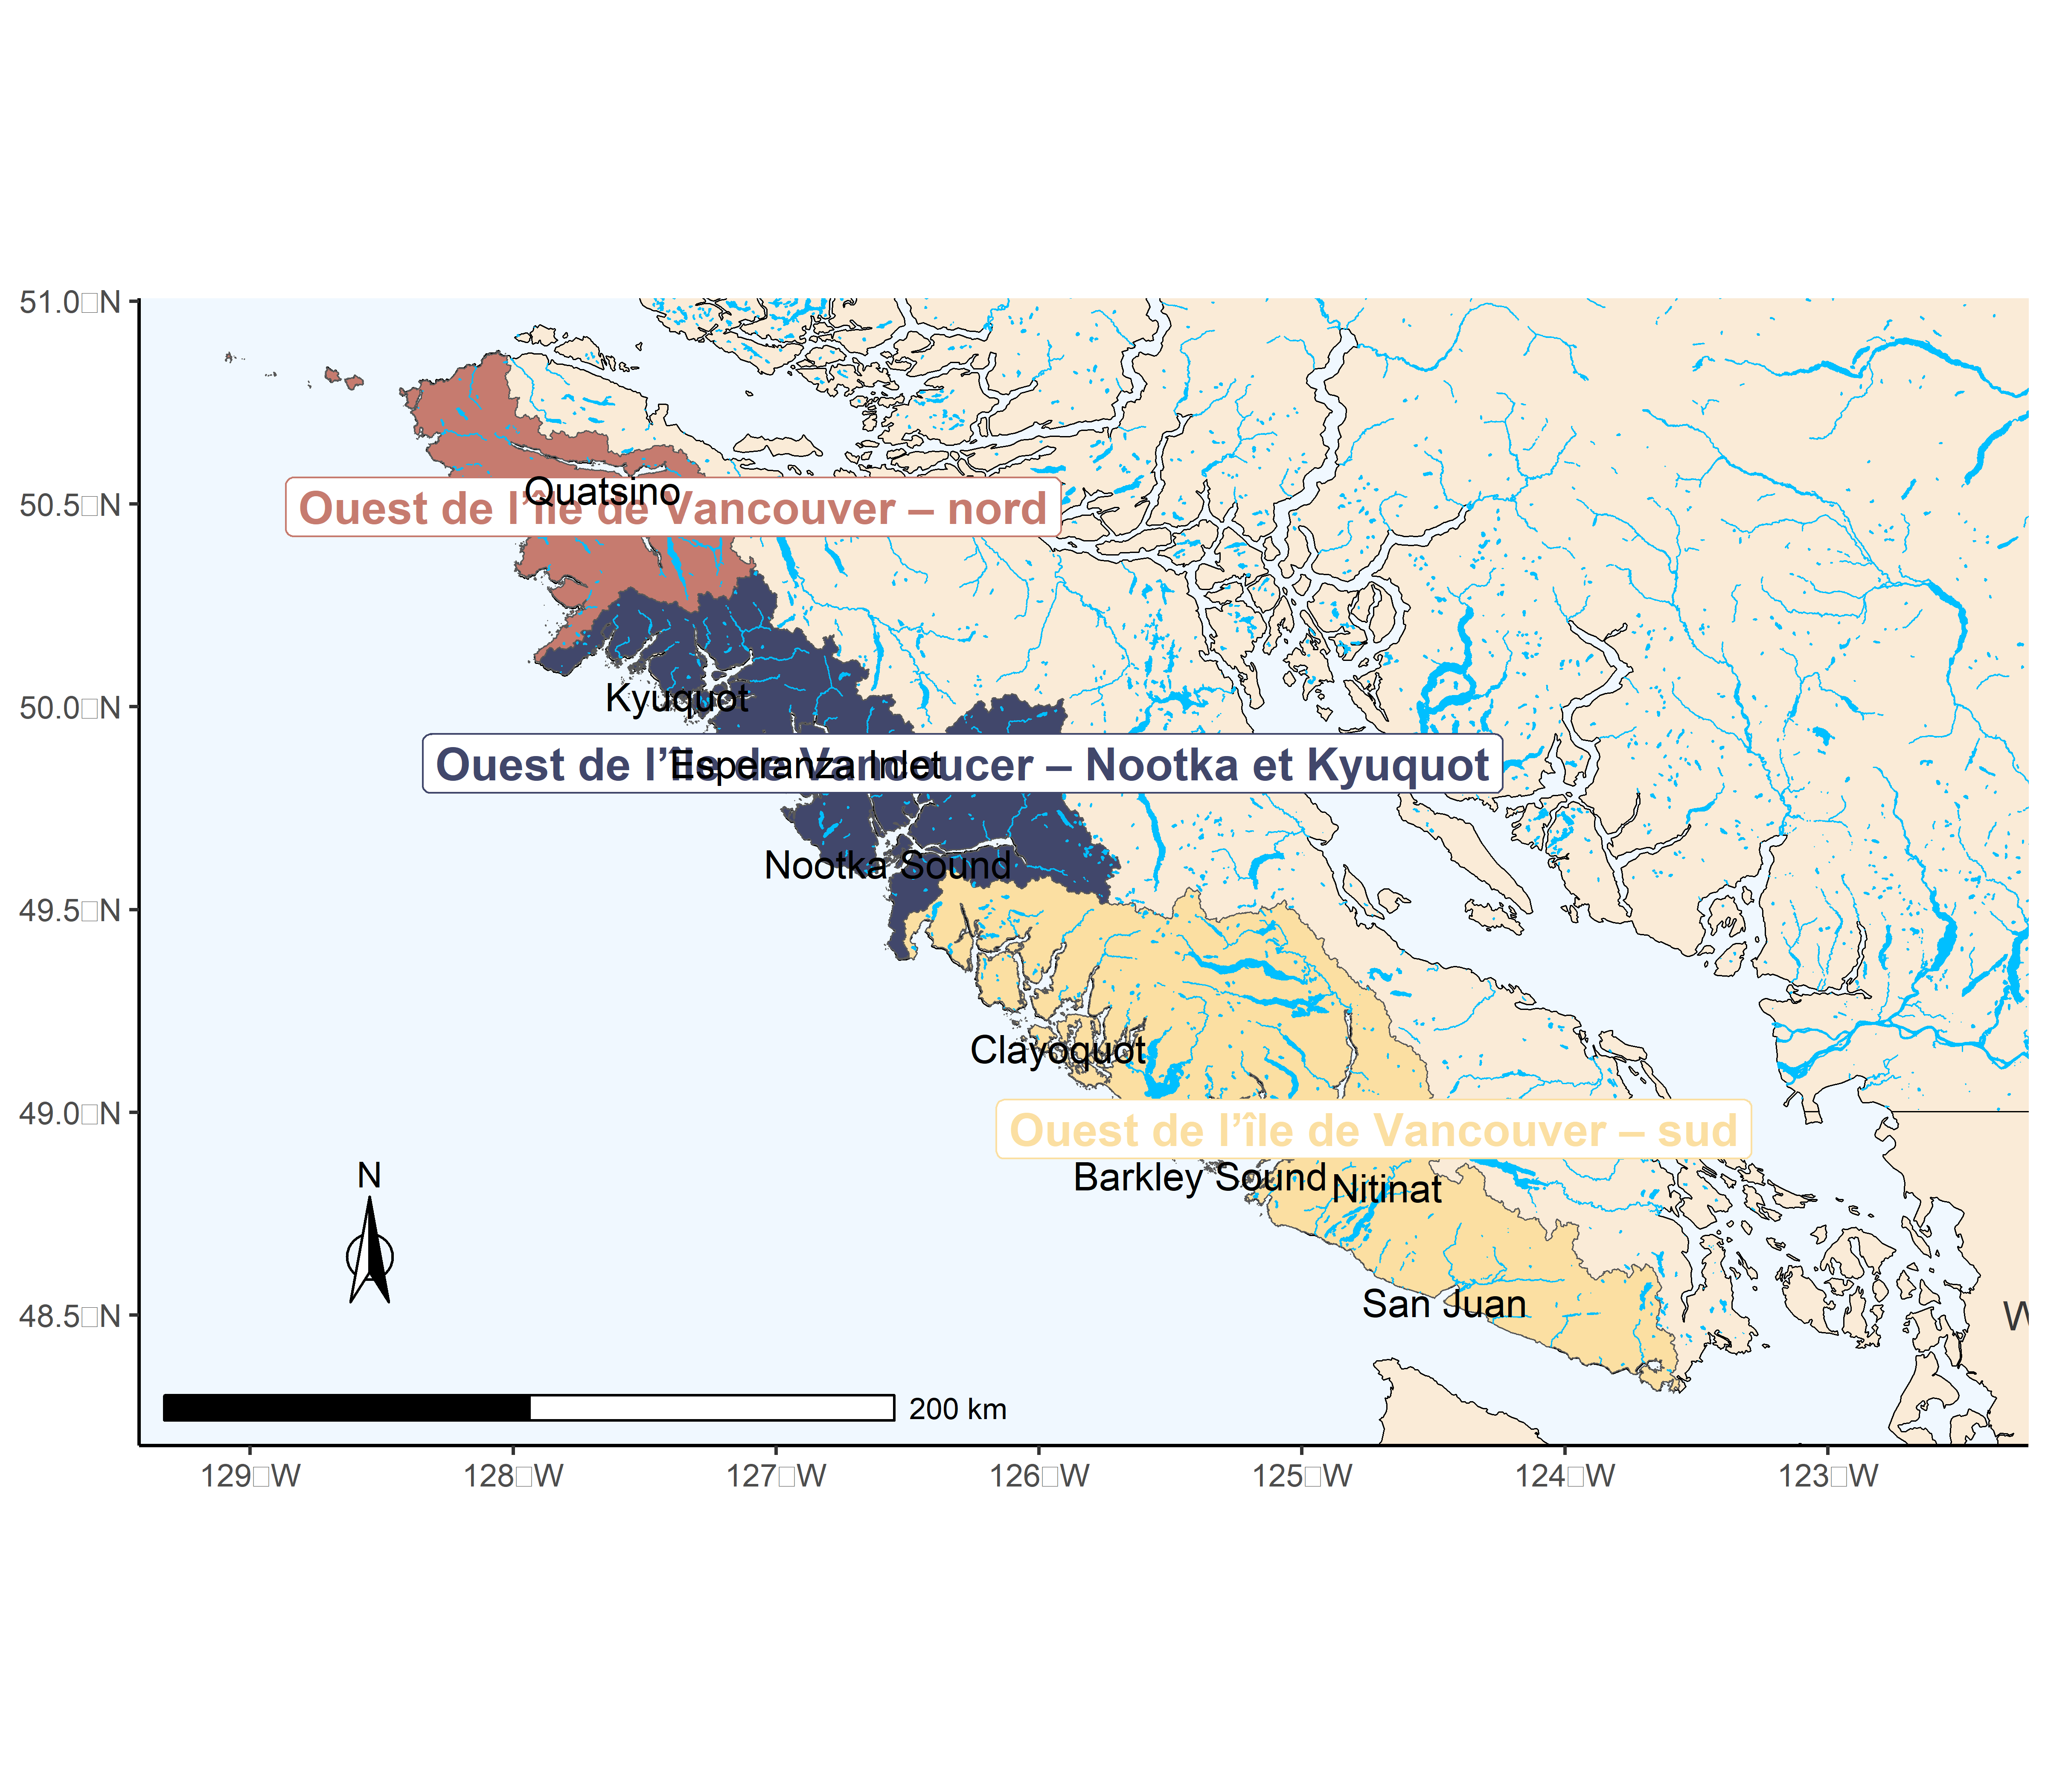 51.0□N
50.5□N
50.0□N
49.5□N
49.0□N
48.5□N
Quatsino
Ouest de l’île de Vancouver – nord
Kyuquot
Ouest de l’Île de Vancoucer – Nootka et Kyuquot
Esperanza Inlet
Nootka Sound
Clayoquot
Ouest de l’île de Vancouver – sud
Barkley Sound
Nitinat
San Juan
N
W
200 km
129□W
128□W
127□W
126□W
125□W
124□W
123□W